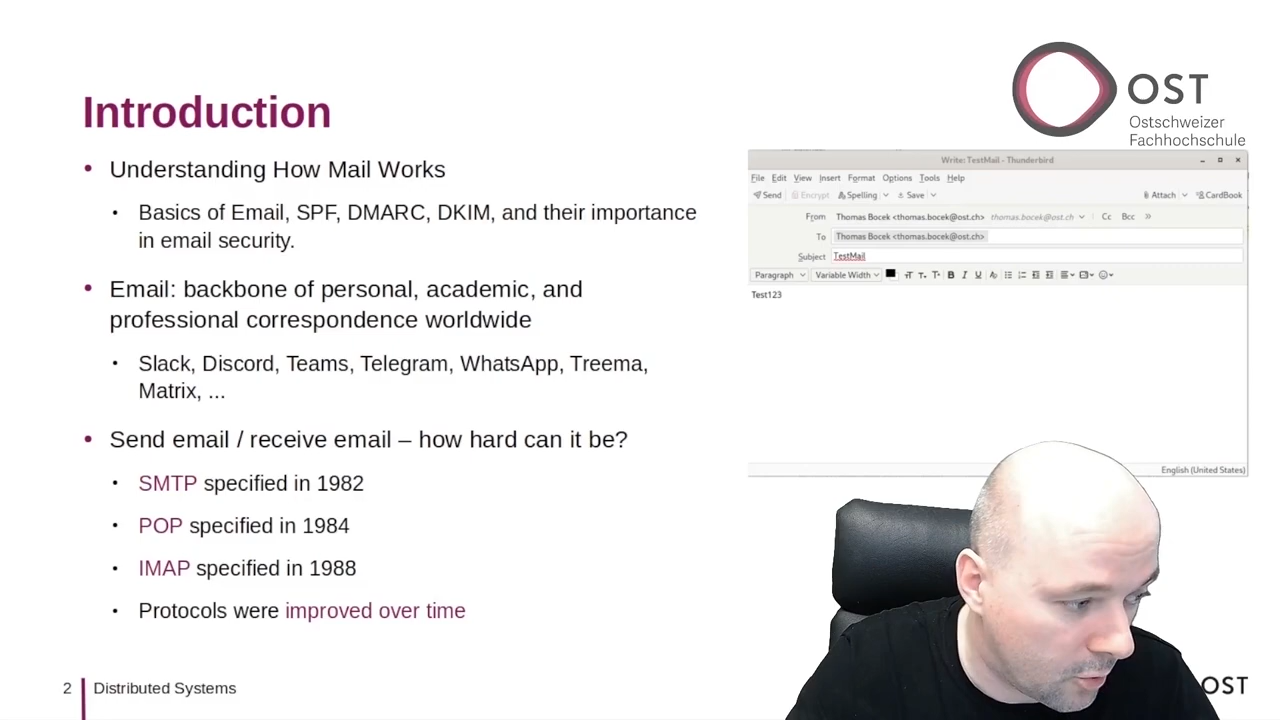 OST
Ostschweizer
Fachhochschule
Introduction
• Understanding How Mail Works
• Basics of Email, SPF, DMARC, DKIM, and their importance
in email security.
• Email: backbone of personal, academic, and
professional correspondence worldwide
• Slack, Discord, Teams, Telegram, WhatsApp, Treema,
Matrix, ...
• Send email / receive email – how hard can it be?
• SMTP specified in 1982
• POP specified in 1984
• IMAP specified in 1988
• Protocols were improved over time
Write: TestMail - Thunderbird
File Edit View Insert Format Options Tools Help
Send Encrypt Spelling Save Attach CardBook
From Thomas Bocek <thomas.bocek@ost.ch> thomas.bocek@ost.ch Cc Bcc »
To Thomas Bocek <thomas.bocek@ost.ch>
Subject TestMail
Paragraph Variable Width B I U
Test123
English (United States)
2 Distributed Systems
OST